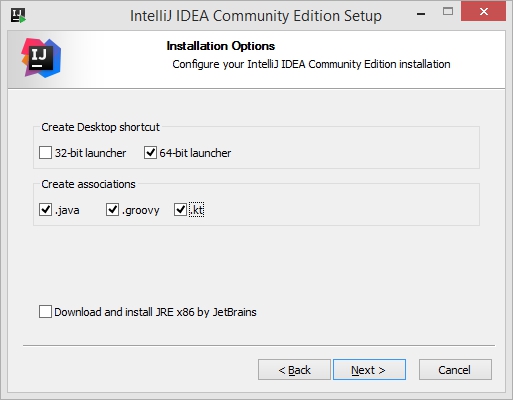 IntelliJ IDEA Community Edition Setup
IJ
Installation Options
Configure your IntelliJ IDEA Community Edition installation
Create Desktop shortcut
32-bit launcher 64-bit launcher
Create associations
.java .groovy .kt
Download and install JRE x86 by JetBrains
< Back Next > Cancel